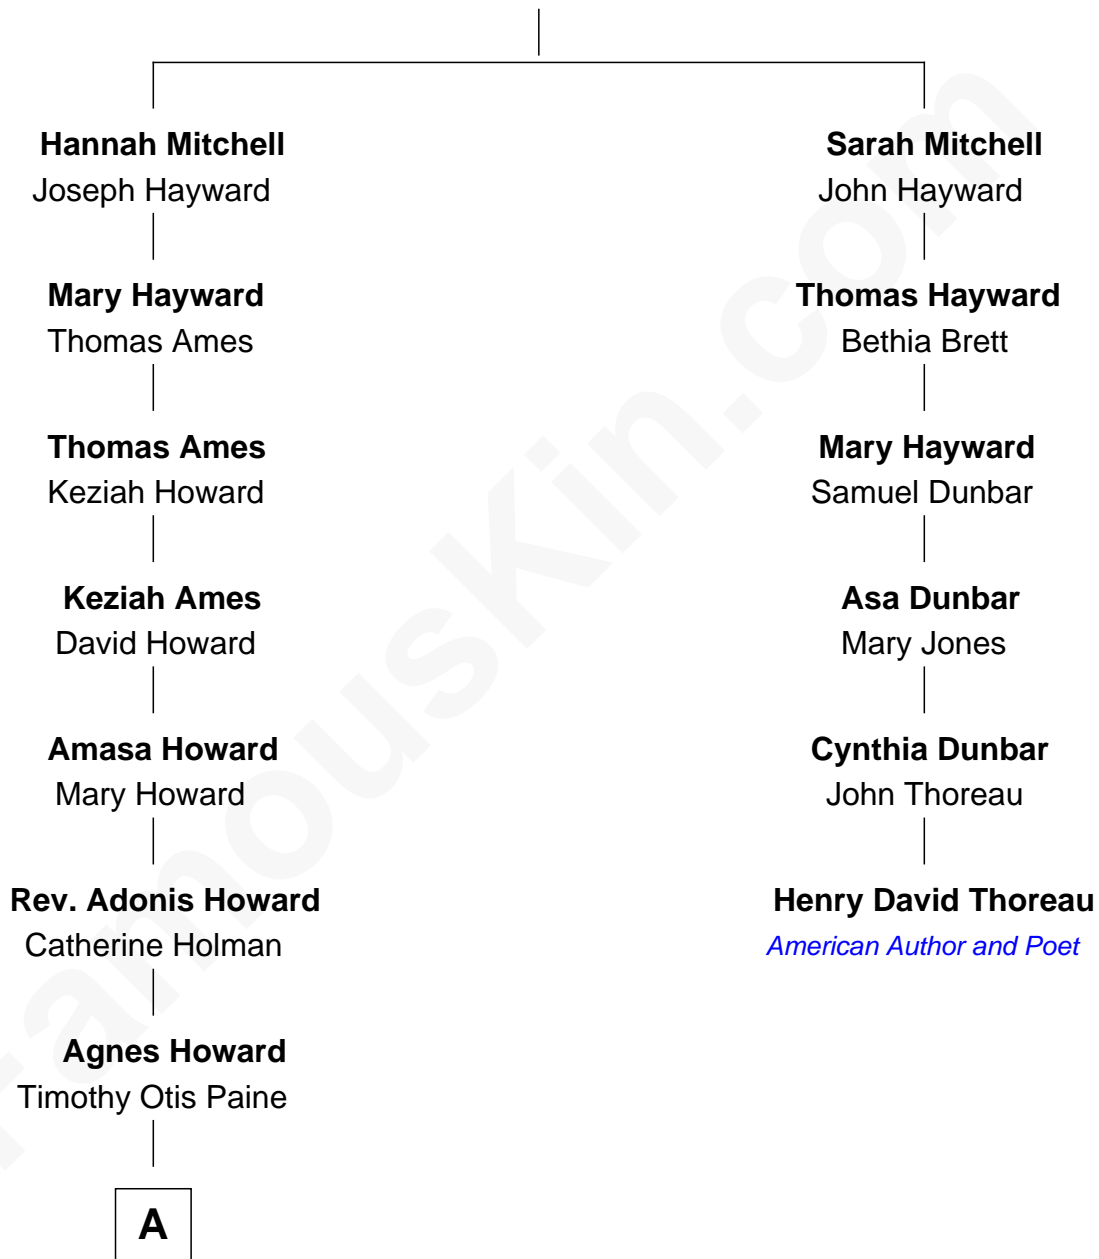 Hannah Mitchell
Joseph Hayward
Sarah Mitchell
John Hayward
Mary Hayward
Thomas Ames
Thomas Hayward
Bethia Brett
Thomas Ames
Keziah Howard
Mary Hayward
Samuel Dunbar
Keziah Ames
David Howard
Asa Dunbar
Mary Jones
Amasa Howard
Mary Howard
Cynthia Dunbar
John Thoreau
Rev. Adonis Howard
Catherine Holman
Henry David Thoreau
American Author and Poet
Agnes Howard
Timothy Otis Paine
A
FamousKin.com